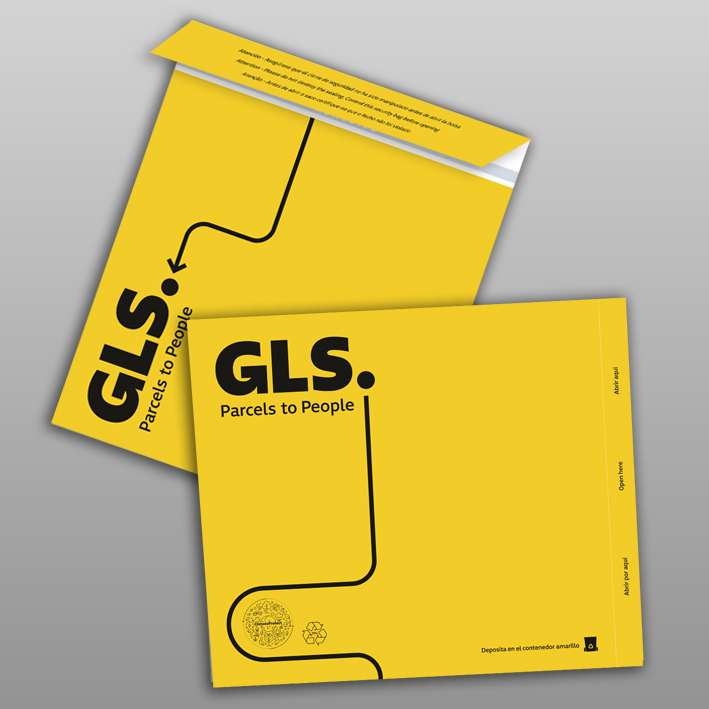 Atención - Asegúrese que el cierre de seguridad no ha sido manipulado antes de abrir la bolsa
Attention - Please do not destroy the sealing. Control this security bag before opening
Atenção - Antes de abrir o saco certifique-se que o fecho não foi violado
GLS.
Parcels to People
GLS.
Parcels to People
Abrir aquí
Open here
Abrir por aqui
Deposita en el contenedor amarillo